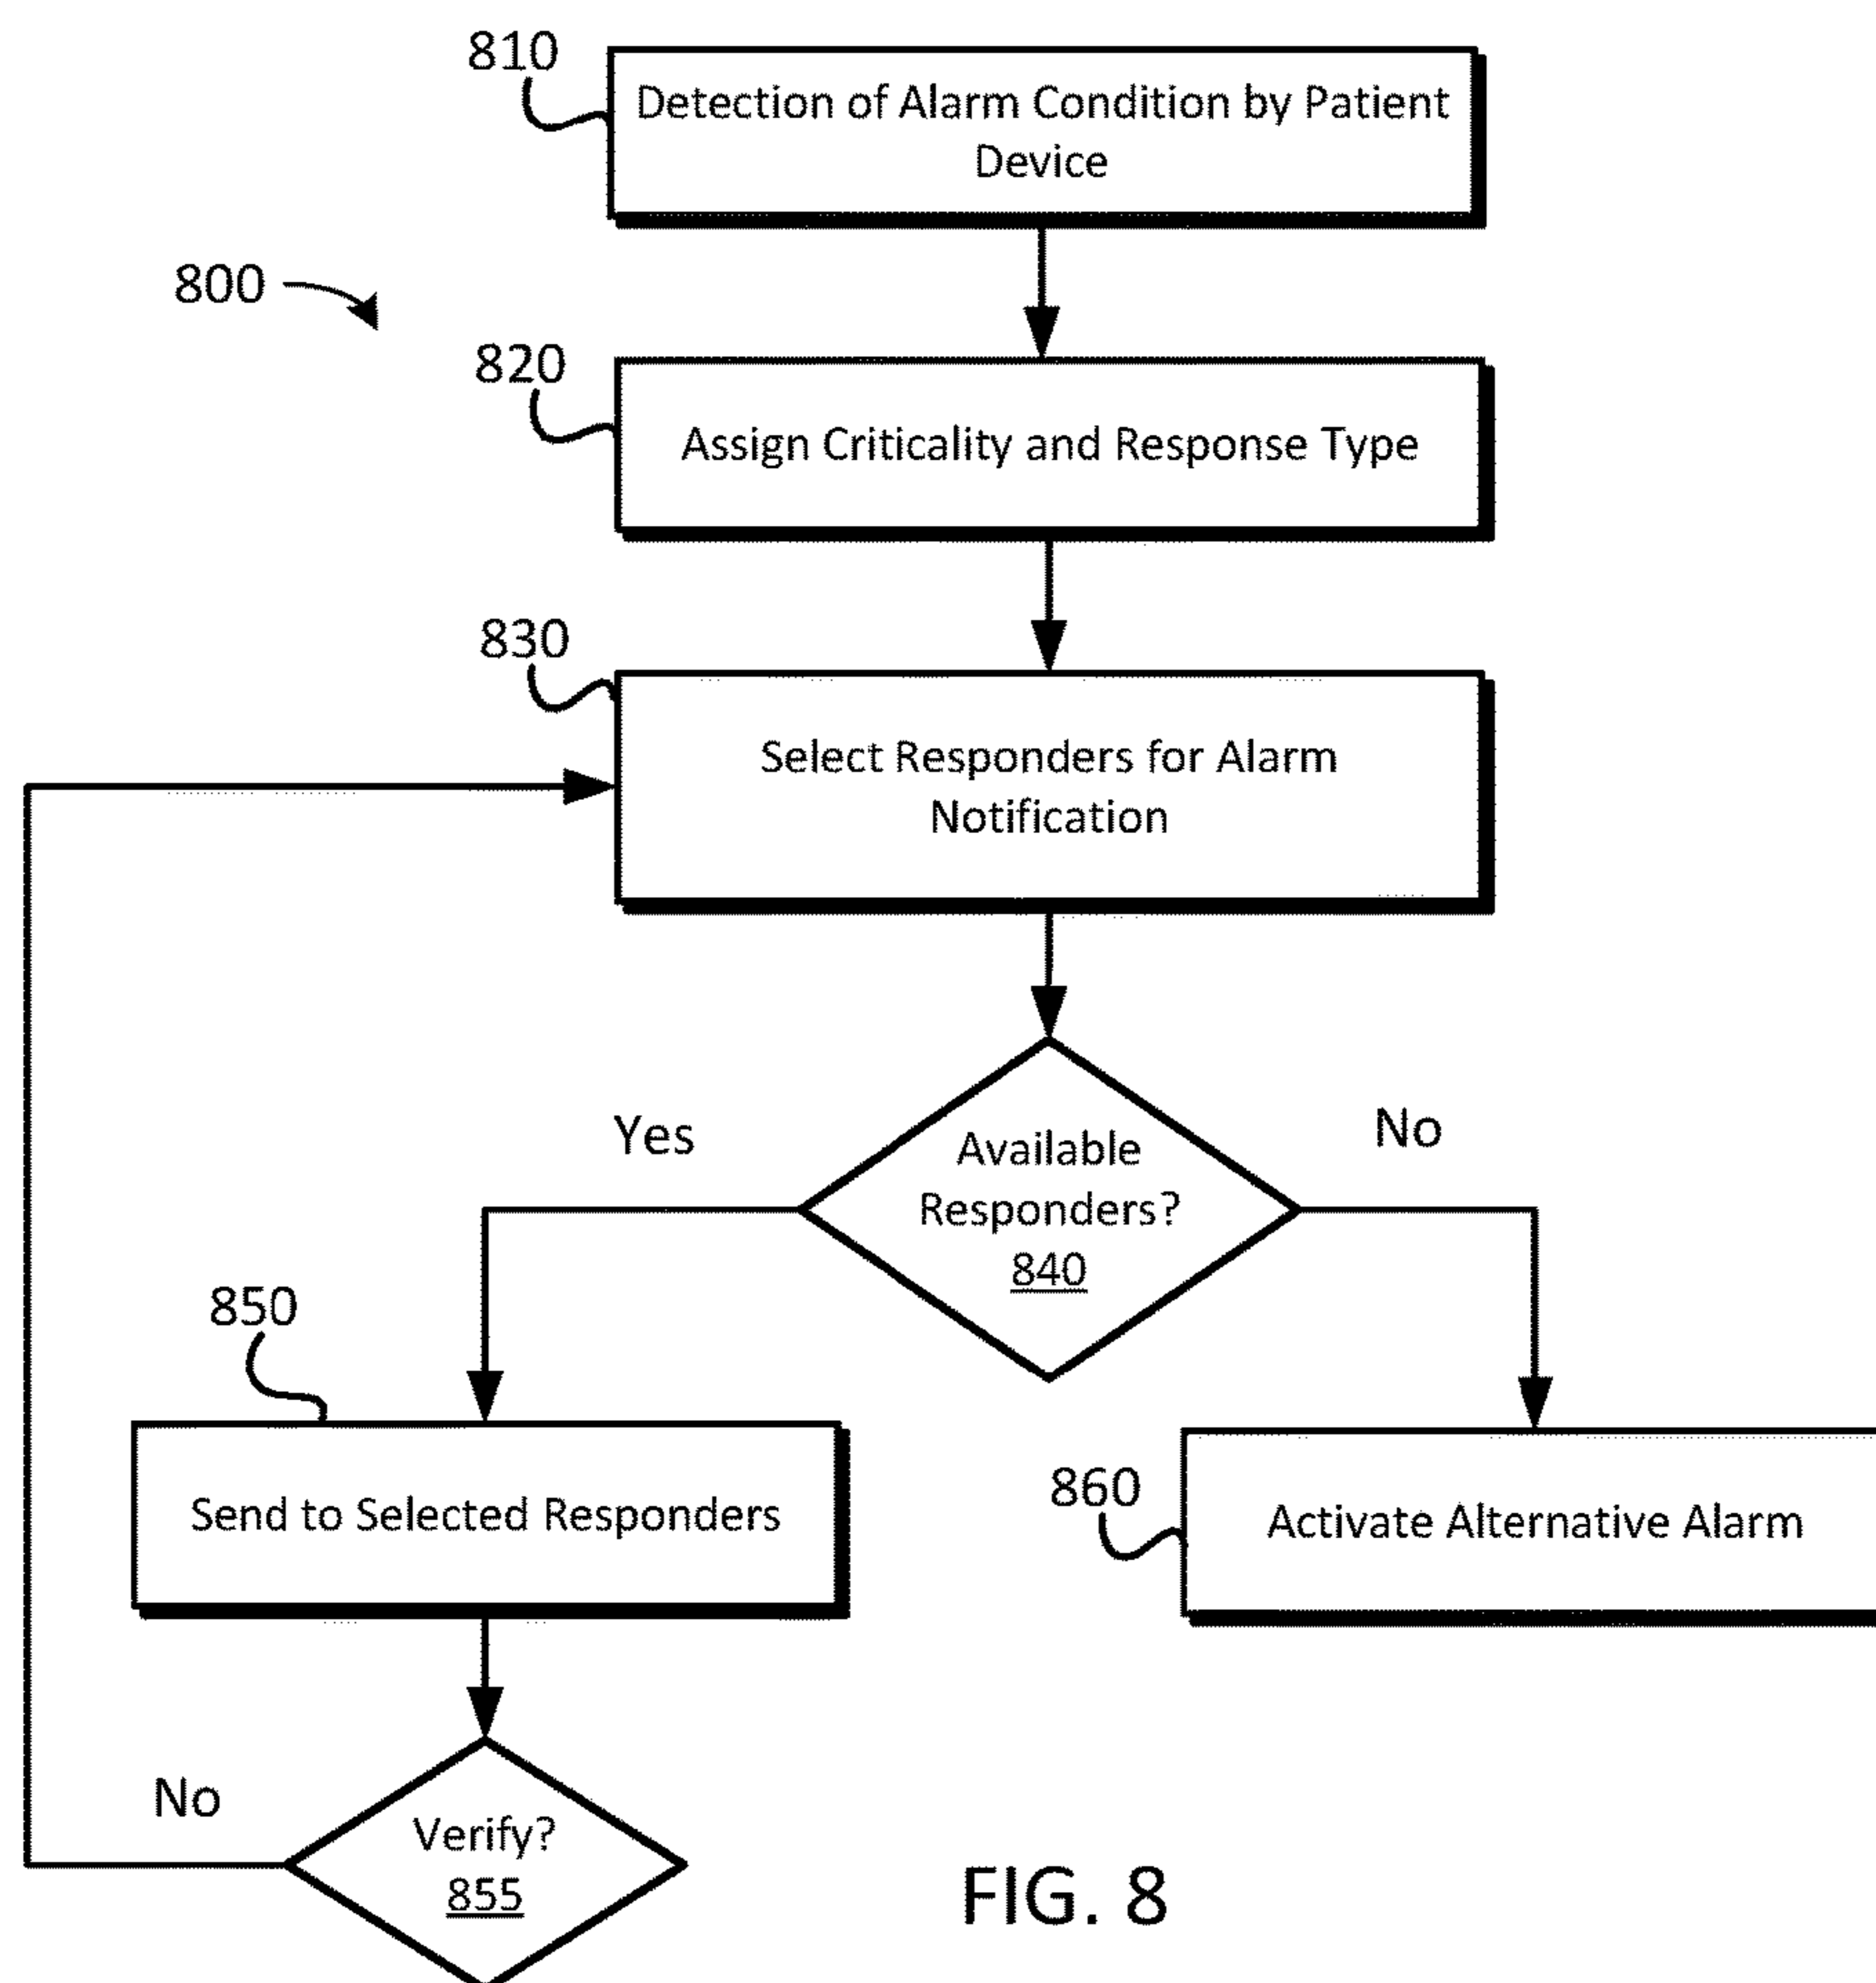 810
Detection of Alarm Condition by Patient
Device
800
820
Assign Criticality and Response Type
830
Select Responders for Alarm
Notification
Yes
No
Available
Responders?
840
850
Send to Selected Responders
860
Activate Alternative Alarm
No
Verify?
855
FIG. 8